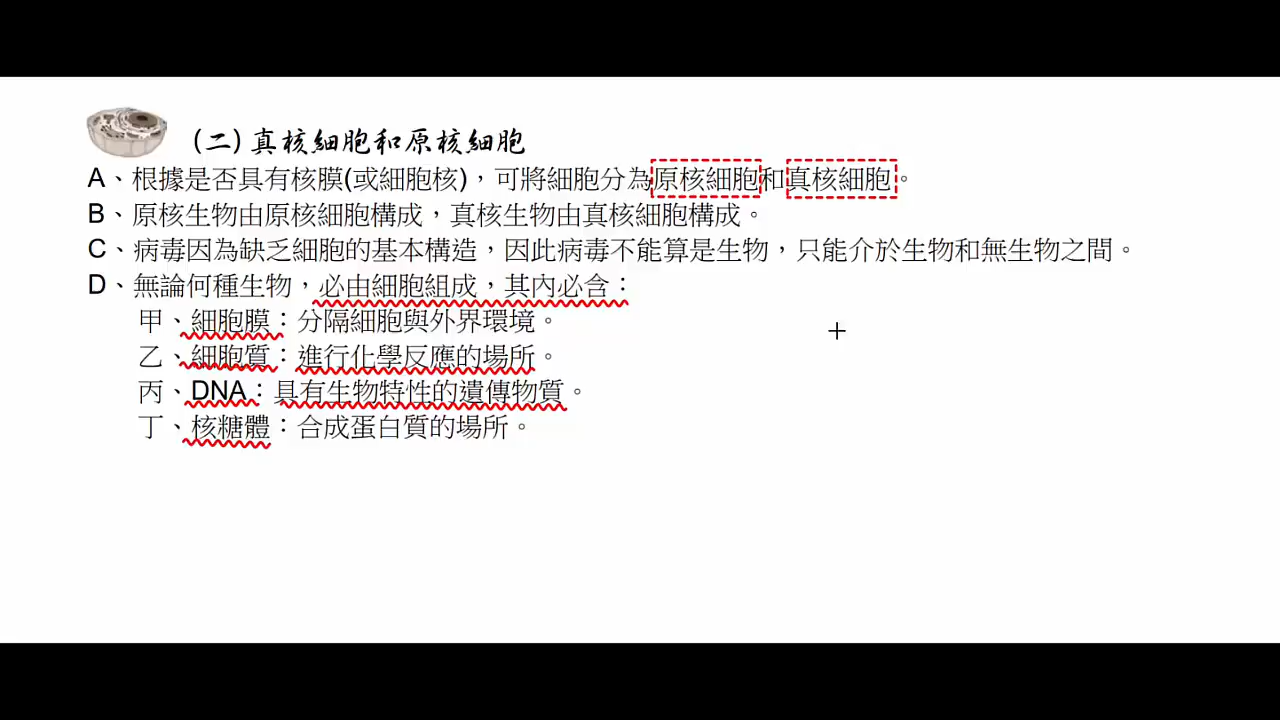 (二)真核細胞和原核細胞
A、根據是否具有核膜(或細胞核)，可將細胞分為原核細胞和真核細胞。
B、原核生物由原核細胞構成，真核生物由真核細胞構成。
C、病毒因為缺乏細胞的基本構造，因此病毒不能算是生物，只能介於生物和無生物之間。
D、無論何種生物，必由細胞組成，其內必含：
甲、細胞膜：分隔細胞與外界環境。
乙、細胞質：進行化學反應的場所。
丙、DNA：具有生物特性的遺傳物質。
丁、核糖體：合成蛋白質的場所。